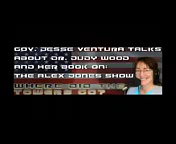 GOV. JESSE VENTURA TALKS
ABOUT DR. JUDY WOOD
AND HER BOOK ON:
THE ALEX JONES SHOW
WHERE DID THE
TOWERS GO?